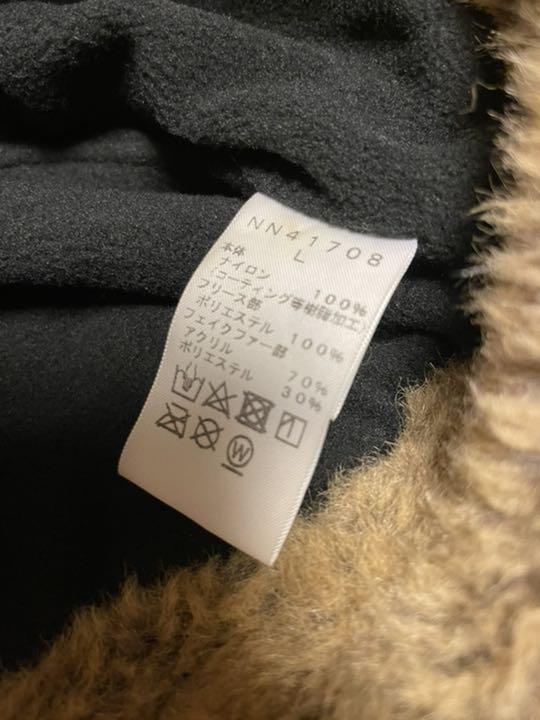 NN41708
L
本体
ナイロン 100%
(コーティング等樹脂加工)
フリース部
ポリエステル 100%
フェイクファー部
アクリル 70%
ポリエステル 30%
W